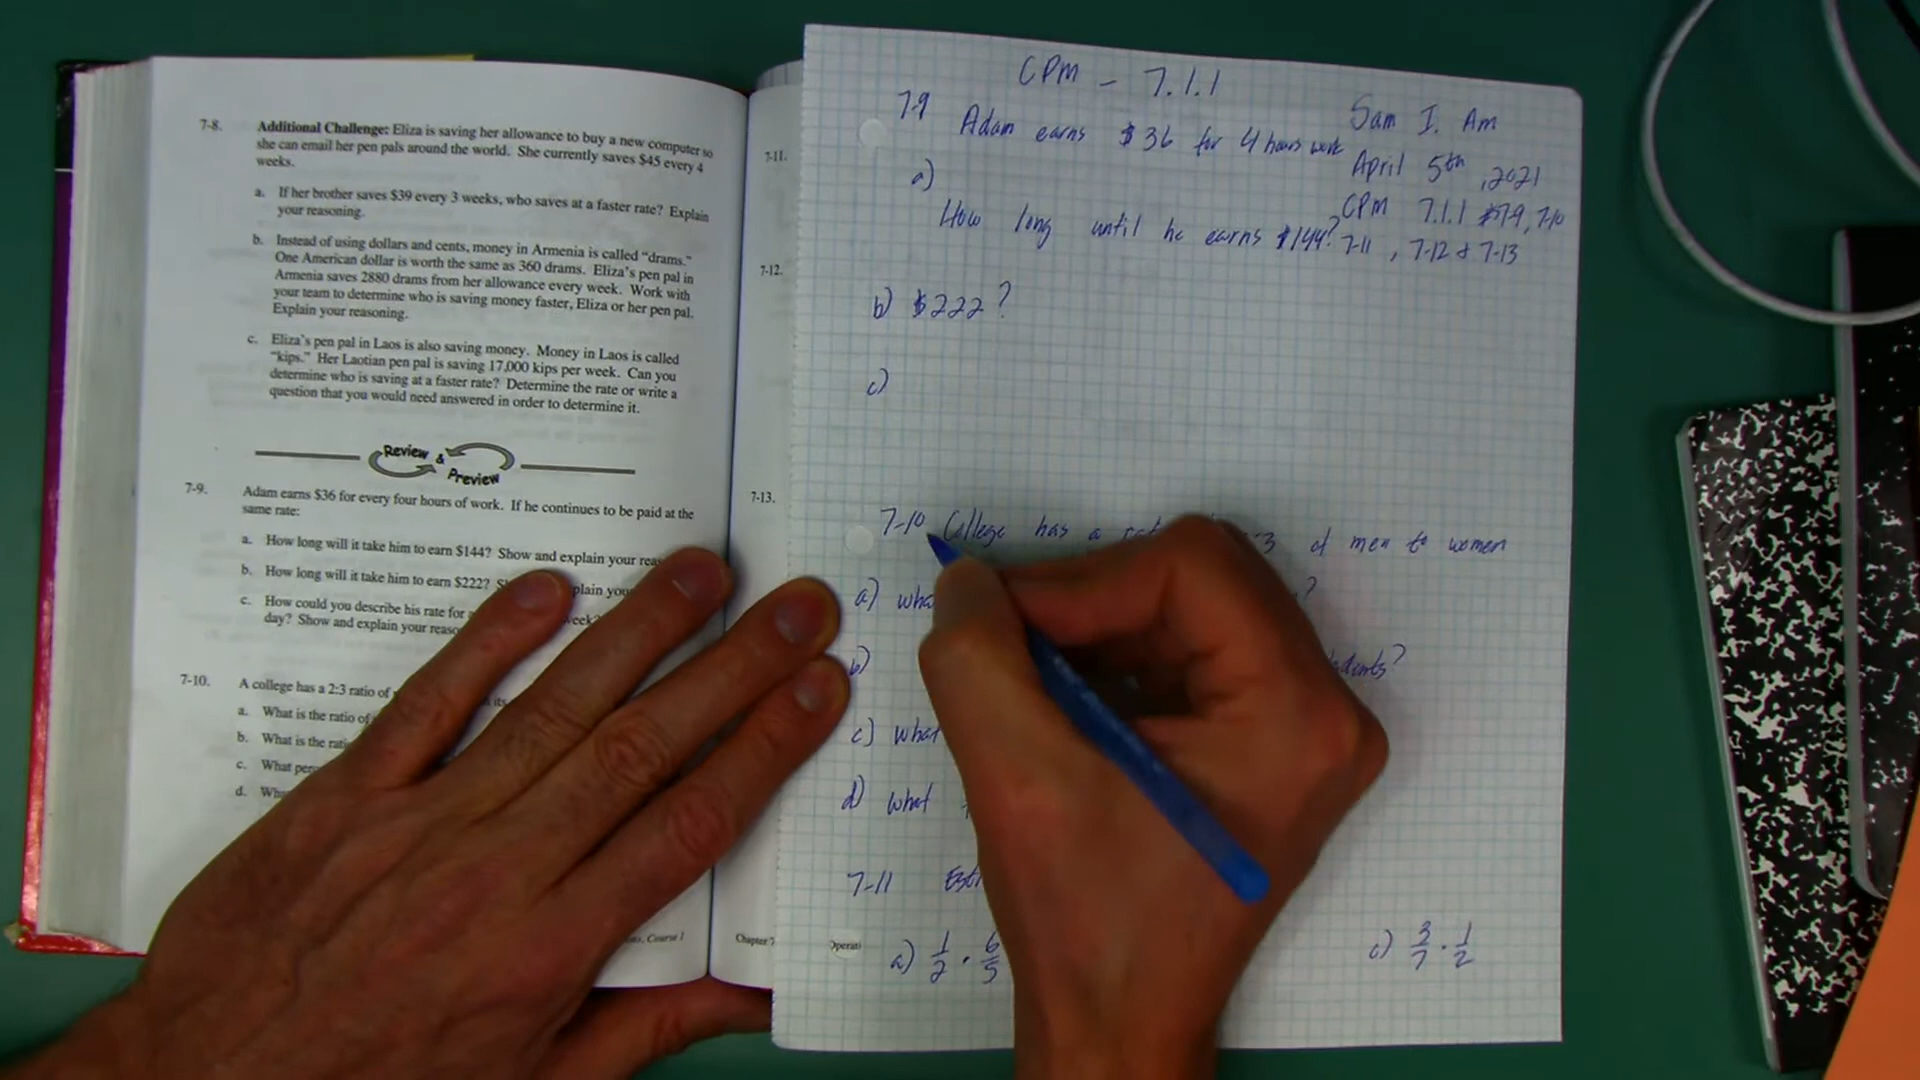 7-8. Additional Challenge: Eliza is saving her allowance to buy a new computer so
she can email her pen pals around the world. She currently saves $45 every 4
weeks.
a. If her brother saves $39 every 3 weeks, who saves at a faster rate? Explain
your reasoning.
b. Instead of using dollars and cents, money in Armenia is called “drams.”
One American dollar is worth the same as 360 drams. Eliza’s pen pal in
Armenia saves 2880 drams from her allowance every week. Work with
your team to determine who is saving money faster, Eliza or her pen pal.
Explain your reasoning.
c. Eliza’s pen pal in Laos is also saving money. Money in Laos is called
“kips.” Her Laotian pen pal is saving 17,000 kips per week. Can you
determine who is saving at a faster rate? Determine the rate or write a
question that you would need answered in order to determine it.
Review &
Preview
7-9. Adam earns $36 for every four hours of work. If he continues to be paid at the
same rate:
a. How long will it take him to earn $144? Show and explain your
b. How long will it take him to earn $222?
c. How could you describe his rate for
day? Show and explain your
7-10. A college has a 2:3 ratio of
a. What is the ratio of
b. What is the
c. What
d.
Course 1
7-11.
7-12.
7-13.
Chapter 7
CPM - 7.1.1
Sam I. Am
April 5th, 2021
CPM 7.1.1 7-9, 7-10
7-11, 7-12 & 7-13
7-9 Adam earns $36 for 4 hours work
a)
How long until he earns $144?
b) $222?
c)
7-10 College has a :3 of men to women
a) ?
b) students?
c) what
d) what
7-11
a) 1/2 · 6/5
c) 3/7 · 1/2